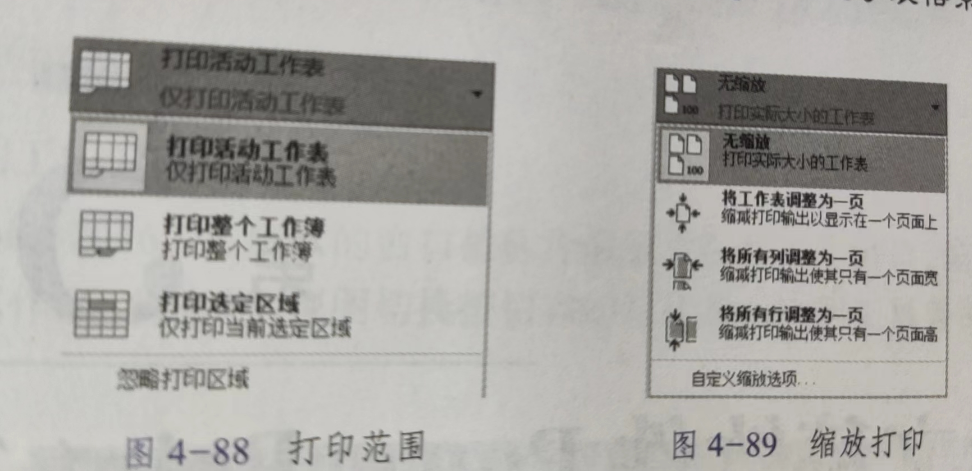 打印活动工作表
仅打印活动工作表
打印活动工作表
仅打印活动工作表
打印整个工作簿
打印整个工作簿
打印选定区域
仅打印当前选定区域
忽略打印区域
图 4-88 打印范围
无缩放
100 打印实际大小的工作表
无缩放
打印实际大小的工作表
100
将工作表调整为一页
缩减打印输出以显示在一个页面上
将所有列调整为一页
缩减打印输出使其只有一个页面宽
将所有行调整为一页
缩减打印输出使其只有一个页面高
自定义缩放选项...
图 4-89 缩放打印